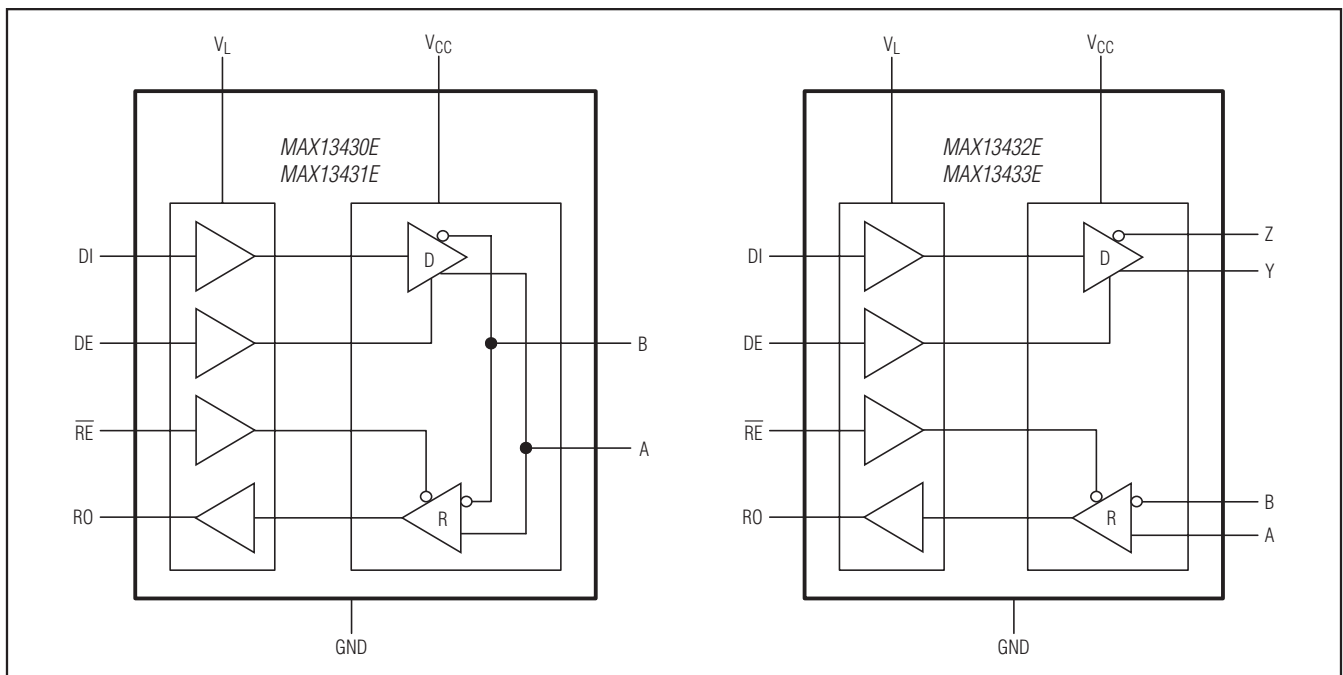 VL
VCC
MAX13430E
MAX13431E
DI
D
DE
B
RE
A
RO
R
GND
VL
VCC
MAX13432E
MAX13433E
DI
D
Z
Y
DE
RE
RO
R
B
A
GND